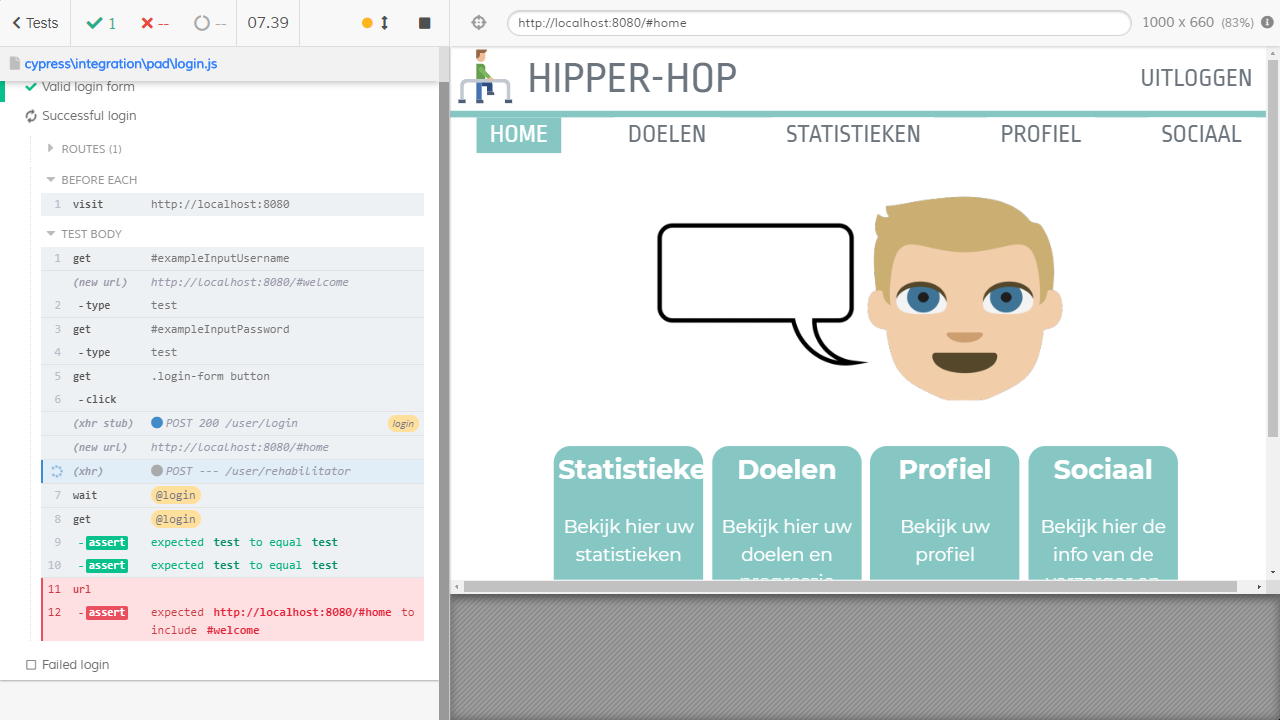 Tests
1
--
--
07.39
http://localhost:8080/#home
1000 x 660 (83%)
cypress\integration\pad\login.js
Valid login form
Successful login
ROUTES (1)
BEFORE EACH
1 visit http://localhost:8080
TEST BODY
1 get #exampleInputUsername
(new url) http://localhost:8080/#welcome
2 - type test
3 get #exampleInputPassword
4 - type test
5 get .login-form button
6 - click
(xhr stub) POST 200 /user/login login
(new url) http://localhost:8080/#home
(xhr) POST --- /user/rehabilitator
7 wait @login
8 get @login
9 - assert expected test to equal test
10 - assert expected test to equal test
11 url
12 - assert expected http://localhost:8080/#home to
include #welcome
Failed login
HIPPER-HOP
UITLOGGEN
HOME DOELEN STATISTIEKEN PROFIEL SOCIAAL
Statistieke
Bekijk hier uw
statistieken
Doelen
Bekijk hier uw
doelen en
progressie
Profiel
Bekijk uw
profiel
Sociaal
Bekijk hier de
info van de
verzorger en